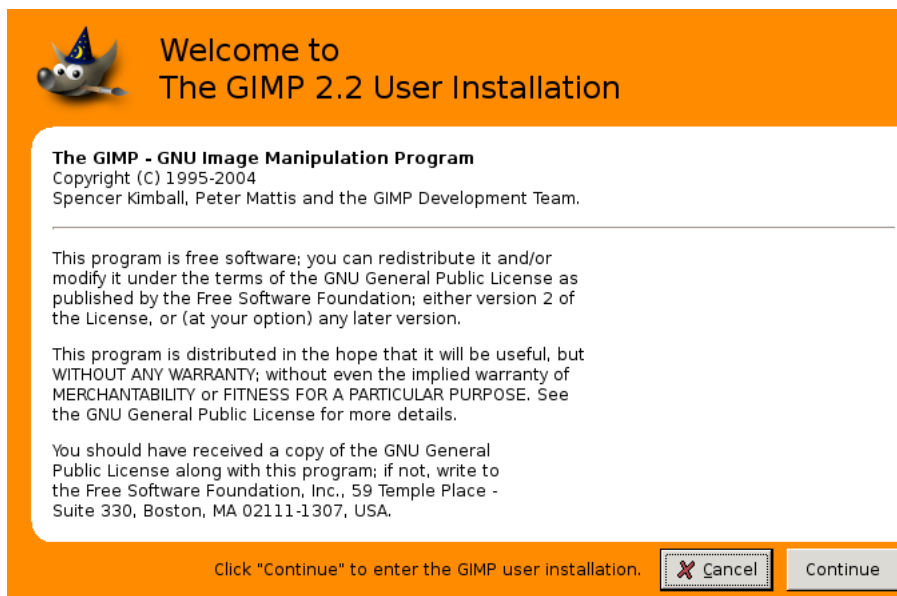 Welcome to
The GIMP 2.2 User Installation
The GIMP - GNU Image Manipulation Program
Copyright (C) 1995-2004
Spencer Kimball, Peter Mattis and the GIMP Development Team.
This program is free software; you can redistribute it and/or
modify it under the terms of the GNU General Public License as
published by the Free Software Foundation; either version 2 of
the License, or (at your option) any later version.
This program is distributed in the hope that it will be useful, but
WITHOUT ANY WARRANTY; without even the implied warranty of
MERCHANTABILITY or FITNESS FOR A PARTICULAR PURPOSE. See
the GNU General Public License for more details.
You should have received a copy of the GNU General
Public License along with this program; if not, write to
the Free Software Foundation, Inc., 59 Temple Place -
Suite 330, Boston, MA 02111-1307, USA.
Click "Continue" to enter the GIMP user installation.
Cancel
Continue